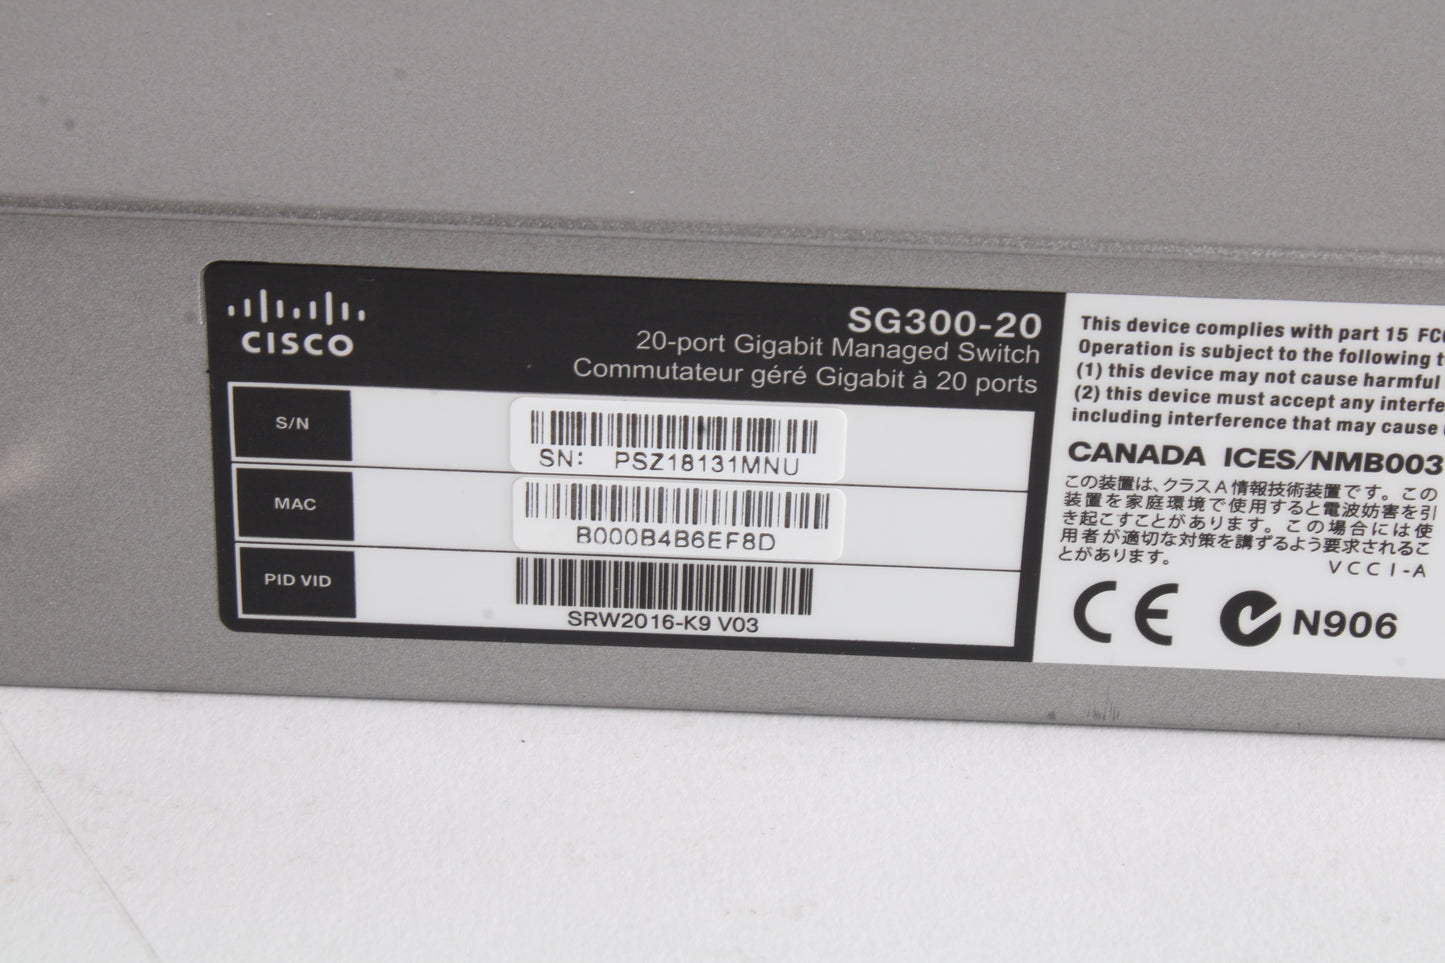 CISCO
SG300-20
20-port Gigabit Managed Switch
Commutateur géré Gigabit à 20 ports
S/N
SN: PSZ18131MNU
MAC
B000B4B6EF8D
PID VID
SRW2016-K9 V03
This device complies with part 15 FCC
Operation is subject to the following
(1) this device may not cause harmful
(2) this device must accept any
including interference that may cause
CANADA ICES/NMB003
この装置は、クラスA情報技術装置です。この
装置を家庭環境で使用すると電波妨害を引
き起こすことがあります。この場合には使
用者が適切な対策を講ずるよう要求されるこ
とがあります。
VCCI-A
CE
N906